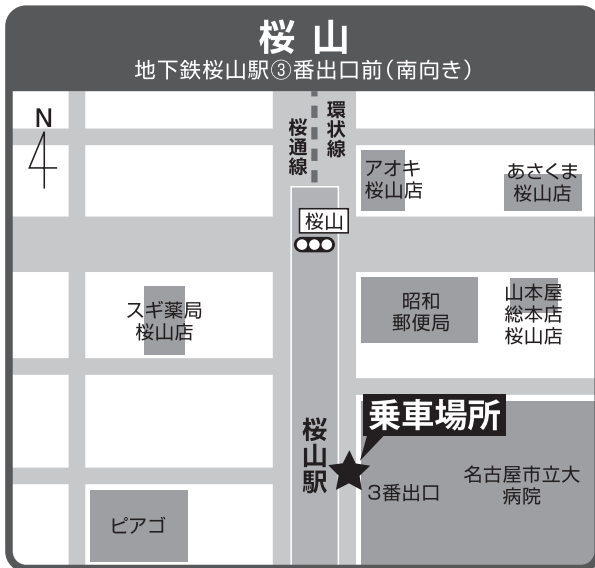 桜 山
地下鉄桜山駅③番出口前(南向き)
N
桜通線
環状線
アオキ
桜山店
あさくま
桜山店
桜山
スギ薬局
桜山店
昭和
郵便局
山本屋
総本店
桜山店
乗車場所
桜山駅
3番出口
名古屋市立大
病院
ピアゴ